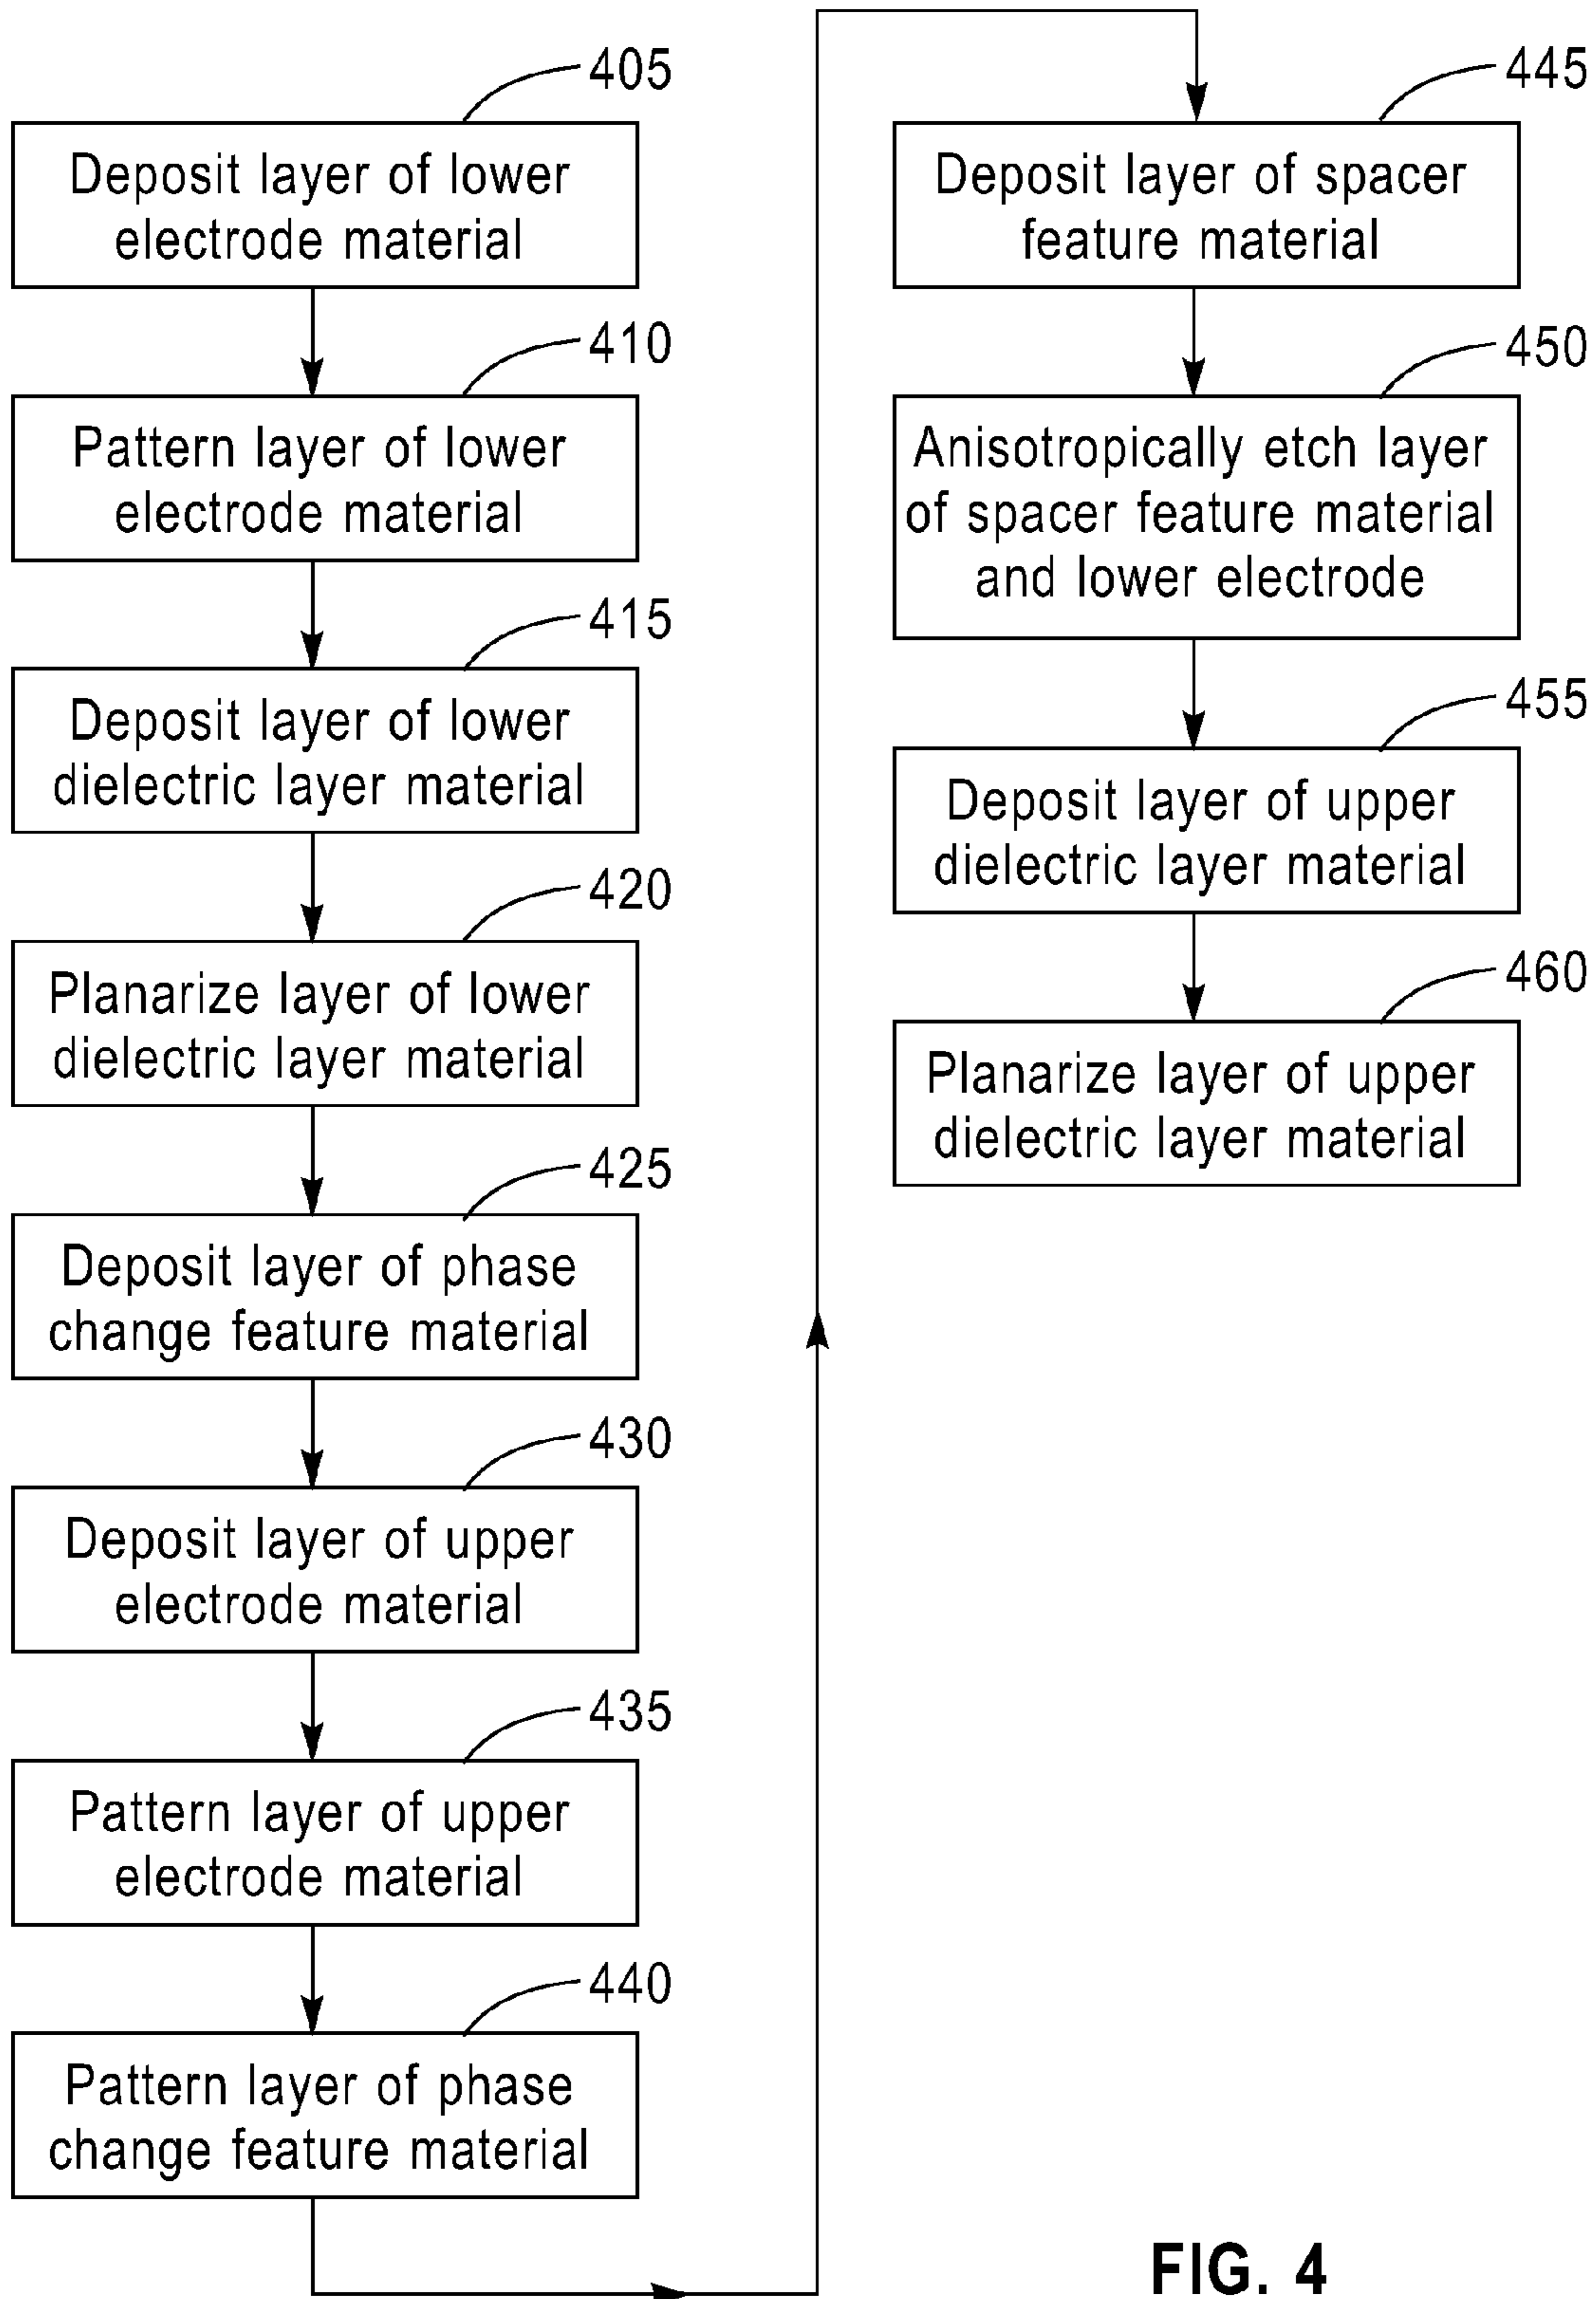 405
Deposit layer of lower
electrode material
410
Pattern layer of lower
electrode material
415
Deposit layer of lower
dielectric layer material
420
Planarize layer of lower
dielectric layer material
425
Deposit layer of phase
change feature material
430
Deposit layer of upper
electrode material
435
Pattern layer of upper
electrode material
440
Pattern layer of phase
change feature material
445
Deposit layer of spacer
feature material
450
Anisotropically etch layer
of spacer feature material
and lower electrode
455
Deposit layer of upper
dielectric layer material
460
Planarize layer of upper
dielectric layer material
FIG. 4